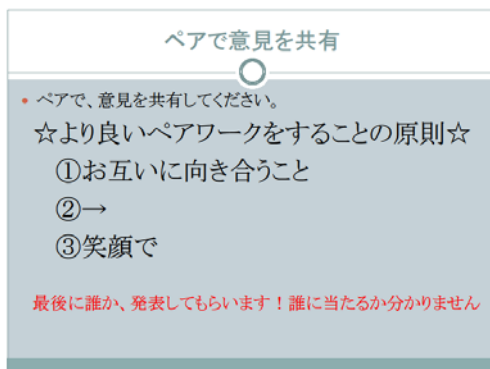 ペアで意見を共有
• ペアで、意見を共有してください。
☆より良いペアワークをすることの原則☆
①お互いに向き合うこと
②→
③笑顔で
最後に誰か、発表してもらいます！誰に当たるか分かりません